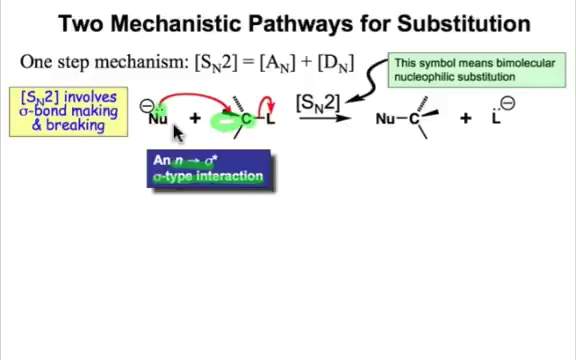 Two Mechanistic Pathways for Substitution
One step mechanism: [SN2] = [AN] + [DN]
This symbol means bimolecular
nucleophilic substitution
[SN2] involves
σ-bond making
& breaking
⊖
Nu + C–L [SN2] Nu–C + L ⊖
An n → σ*
σ-type interaction